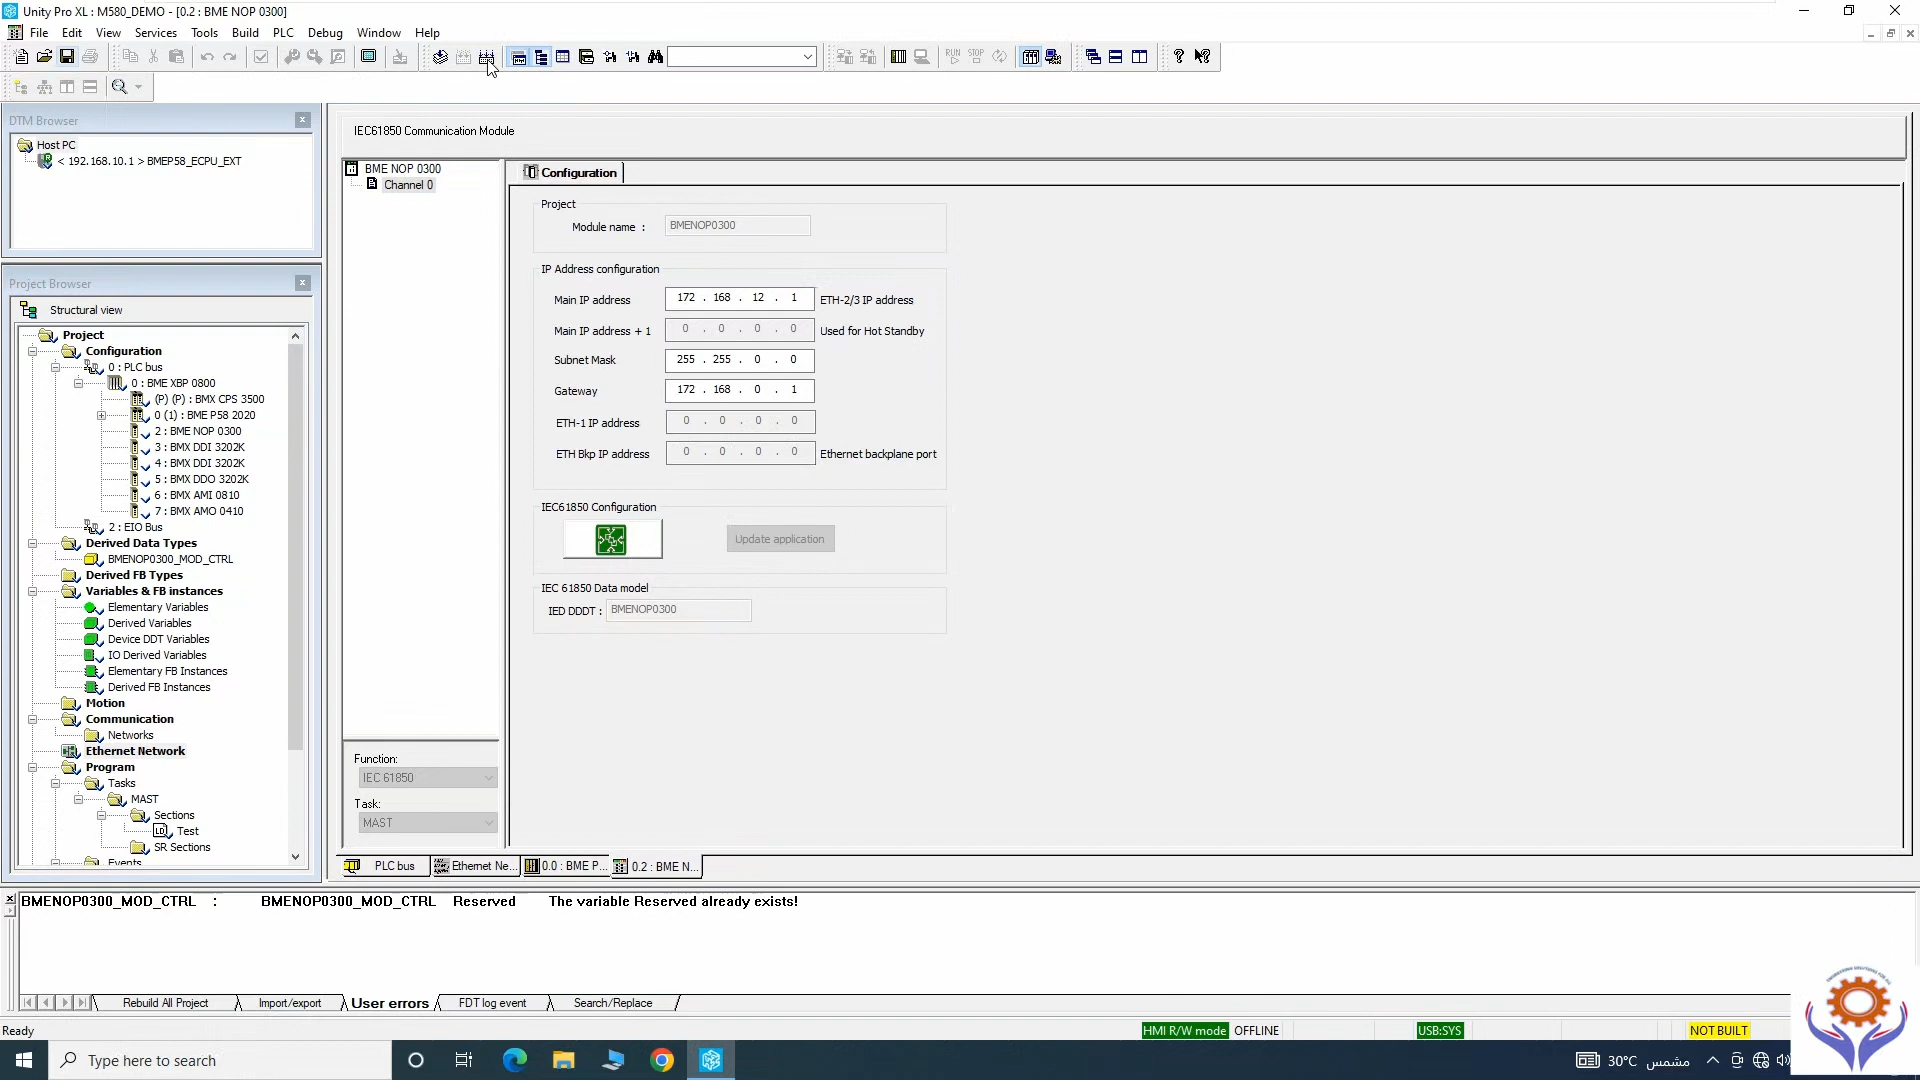 Unity Pro XL : M580_DEMO - [0.2 : BME NOP 0300]
File Edit View Services Tools Build PLC Debug Window Help
DTM Browser
Host PC
< 192.168.10.1 > BMEP58_ECPU_EXT
Project Browser
Structural view
Project
Configuration
0 : PLC bus
0 : BME XBP 0800
(P) (P) : BMX CPS 3500
0 (1) : BME P58 2020
2 : BME NOP 0300
3 : BMX DDI 3202K
4 : BMX DDI 3202K
5 : BMX DDO 3202K
6 : BMX AMI 0810
7 : BMX AMO 0410
2 : EIO Bus
Derived Data Types
BMENOP0300_MOD_CTRL
Derived FB Types
Variables & FB instances
Elementary Variables
Derived Variables
Device DDT Variables
IO Derived Variables
Elementary FB Instances
Derived FB Instances
Motion
Communication
Networks
Ethernet Network
Program
Tasks
MAST
Sections
LD Test
SR Sections
Events
IEC61850 Communication Module
BME NOP 0300
Channel 0
Function:
IEC 61850
Task:
MAST
Configuration
Project
Module name : BMENOP0300
IP Address configuration
Main IP address 172 . 168 . 12 . 1 ETH-2/3 IP address
Main IP address + 1 0 . 0 . 0 . 0 Used for Hot Standby
Subnet Mask 255 . 255 . 0 . 0
Gateway 172 . 168 . 0 . 1
ETH-1 IP address 0 . 0 . 0 . 0
ETH Bkp IP address 0 . 0 . 0 . 0 Ethernet backplane port
IEC61850 Configuration
Update application
IEC 61850 Data model
IED DDDT : BMENOP0300
PLC bus Ethernet Ne... 0.0 : BME P... 0.2 : BME N...
BMENOP0300_MOD_CTRL : BMENOP0300_MOD_CTRL Reserved The variable Reserved already exists!
Rebuild All Project Import/export User errors FDT log event Search/Replace
Ready HMI R/W mode OFFLINE USB:SYS NOT BUILT
Type here to search 30°C مشمس